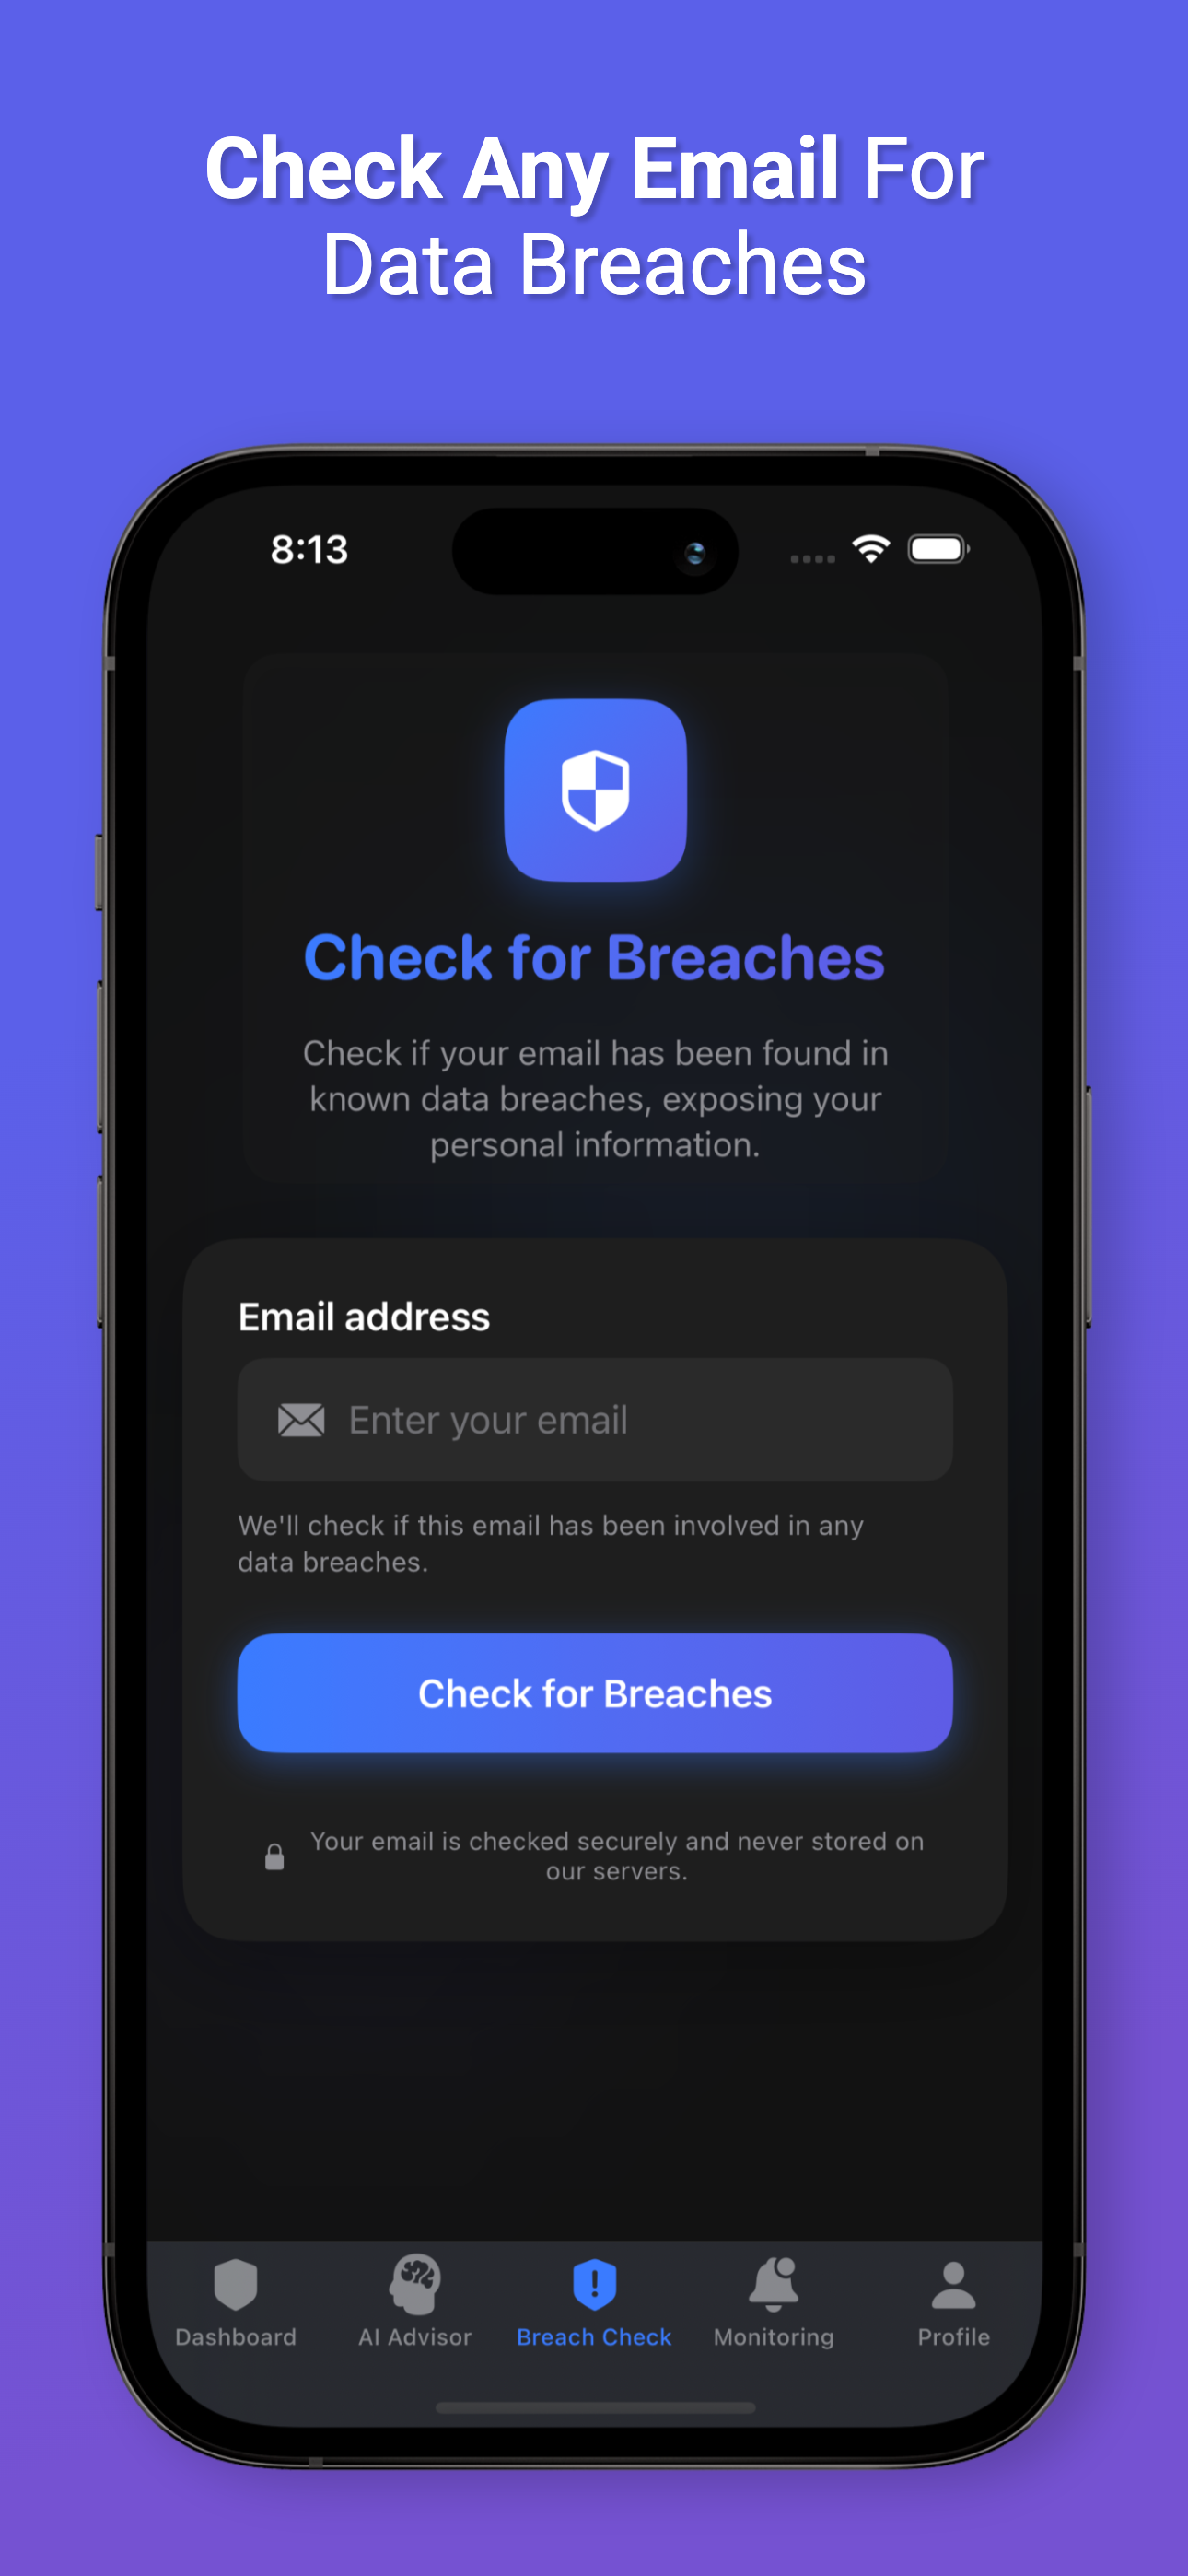 Check Any Email For
Data Breaches
8:13
Check for Breaches
Check if your email has been found in
known data breaches, exposing your
personal information.
Email address
Enter your email
We'll check if this email has been involved in any
data breaches.
Check for Breaches
Your email is checked securely and never stored on
our servers.
Dashboard
AI Advisor
Breach Check
Monitoring
Profile